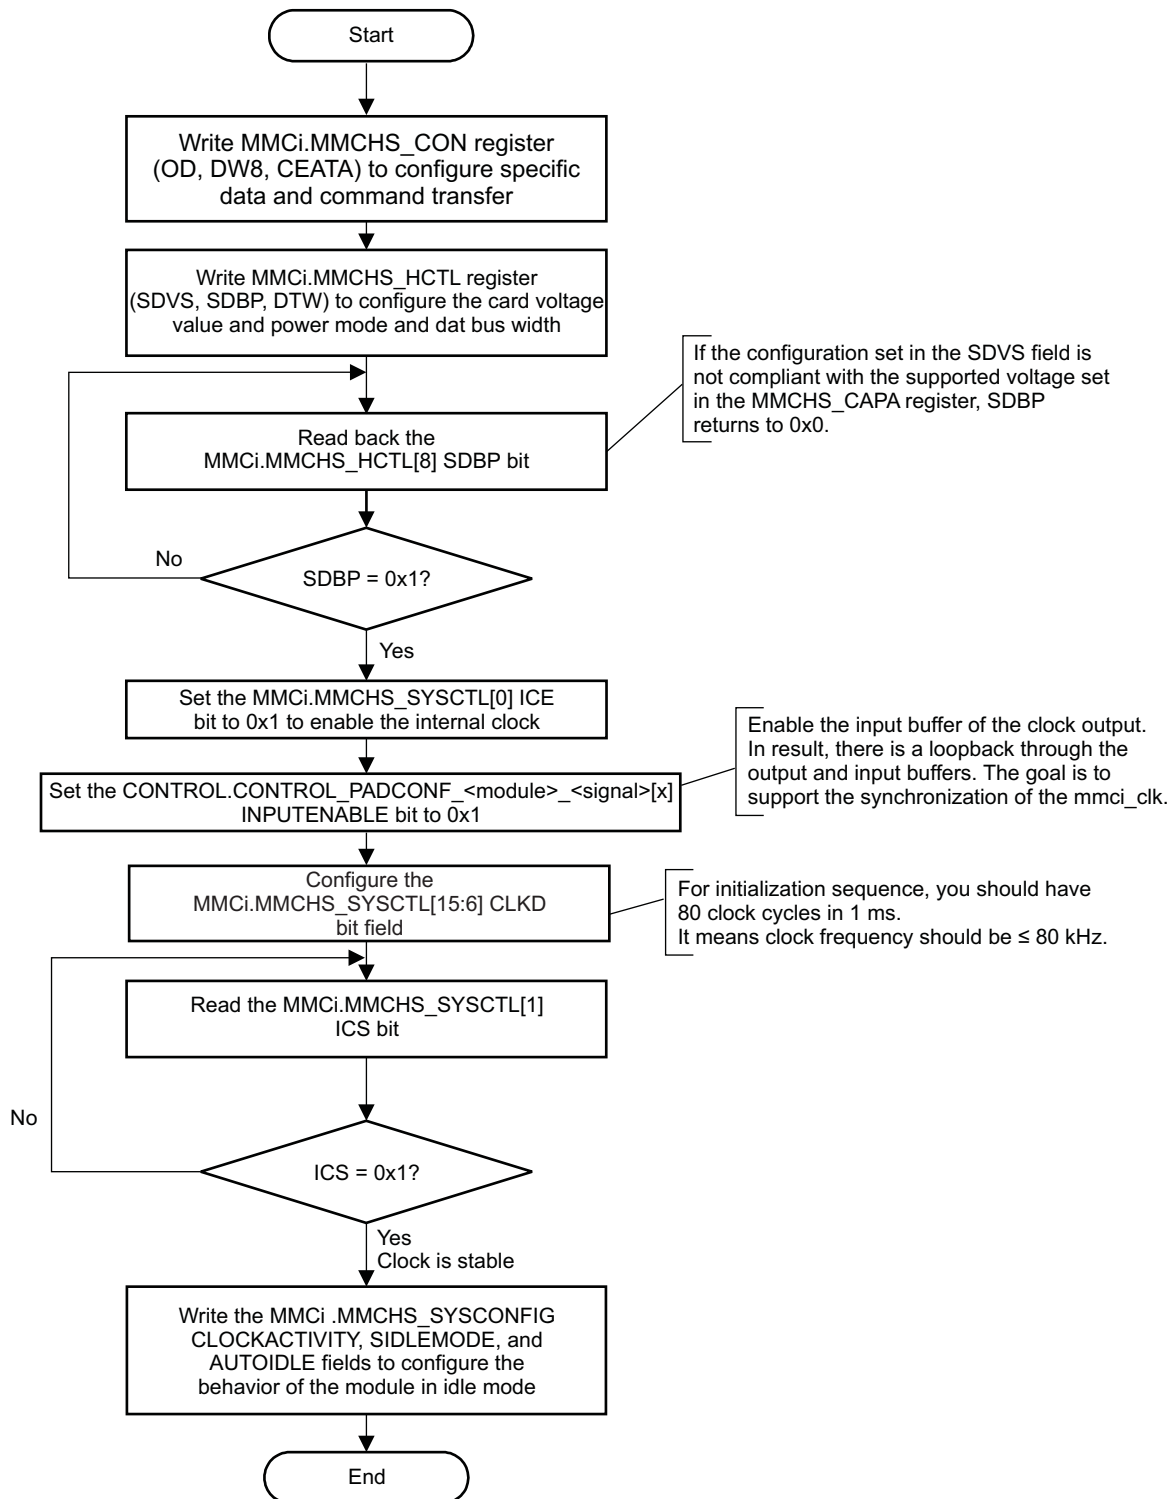 Start
Write MMCi.MMCHS_CON register
(OD, DW8, CEATA) to configure specific
data and command transfer
Write MMCi.MMCHS_HCTL register
(SDVS, SDBP, DTW) to configure the card voltage
value and power mode and dat bus width
If the configuration set in the SDVS field is
not compliant with the supported voltage set
in the MMCHS_CAPA register, SDBP
returns to 0x0.
Read back the
MMCi.MMCHS_HCTL[8] SDBP bit
No
SDBP = 0x1?
Yes
Set the MMCi.MMCHS_SYSCTL[0] ICE
bit to 0x1 to enable the internal clock
Enable the input buffer of the clock output.
In result, there is a loopback through the
output and input buffers. The goal is to
support the synchronization of the mmci_clk.
Set the CONTROL.CONTROL_PADCONF_<module>_<signal>[x]
INPUTENABLE bit to 0x1
Configure the
MMCi.MMCHS_SYSCTL[15:6] CLKD
bit field
For initialization sequence, you should have
80 clock cycles in 1 ms.
It means clock frequency should be ≤ 80 kHz.
Read the MMCi.MMCHS_SYSCTL[1]
ICS bit
No
ICS = 0x1?
Yes
Clock is stable
Write the MMCi .MMCHS_SYSCONFIG
CLOCKACTIVITY, SIDLEMODE, and
AUTOIDLE fields to configure the
behavior of the module in idle mode
End